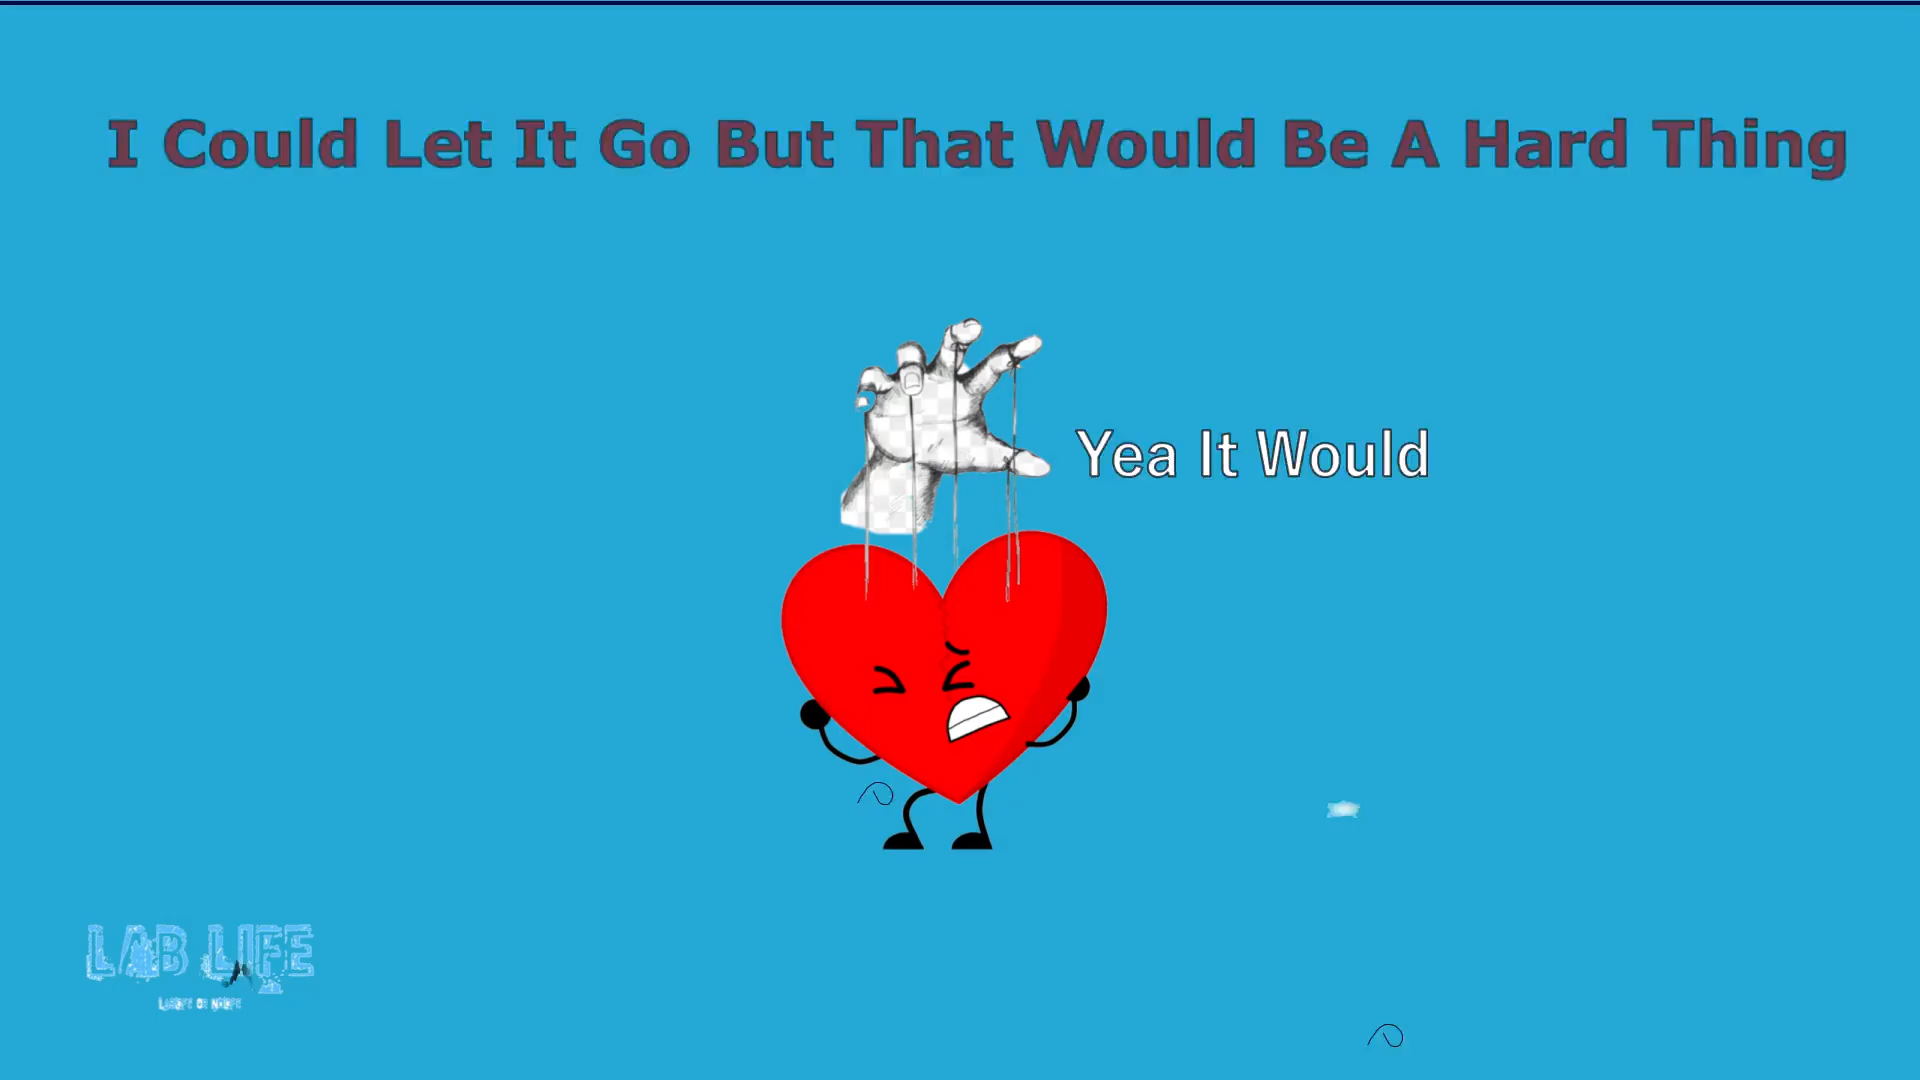 I Could Let It Go But That Would Be A Hard Thing
Yea It Would
LAB LIFE